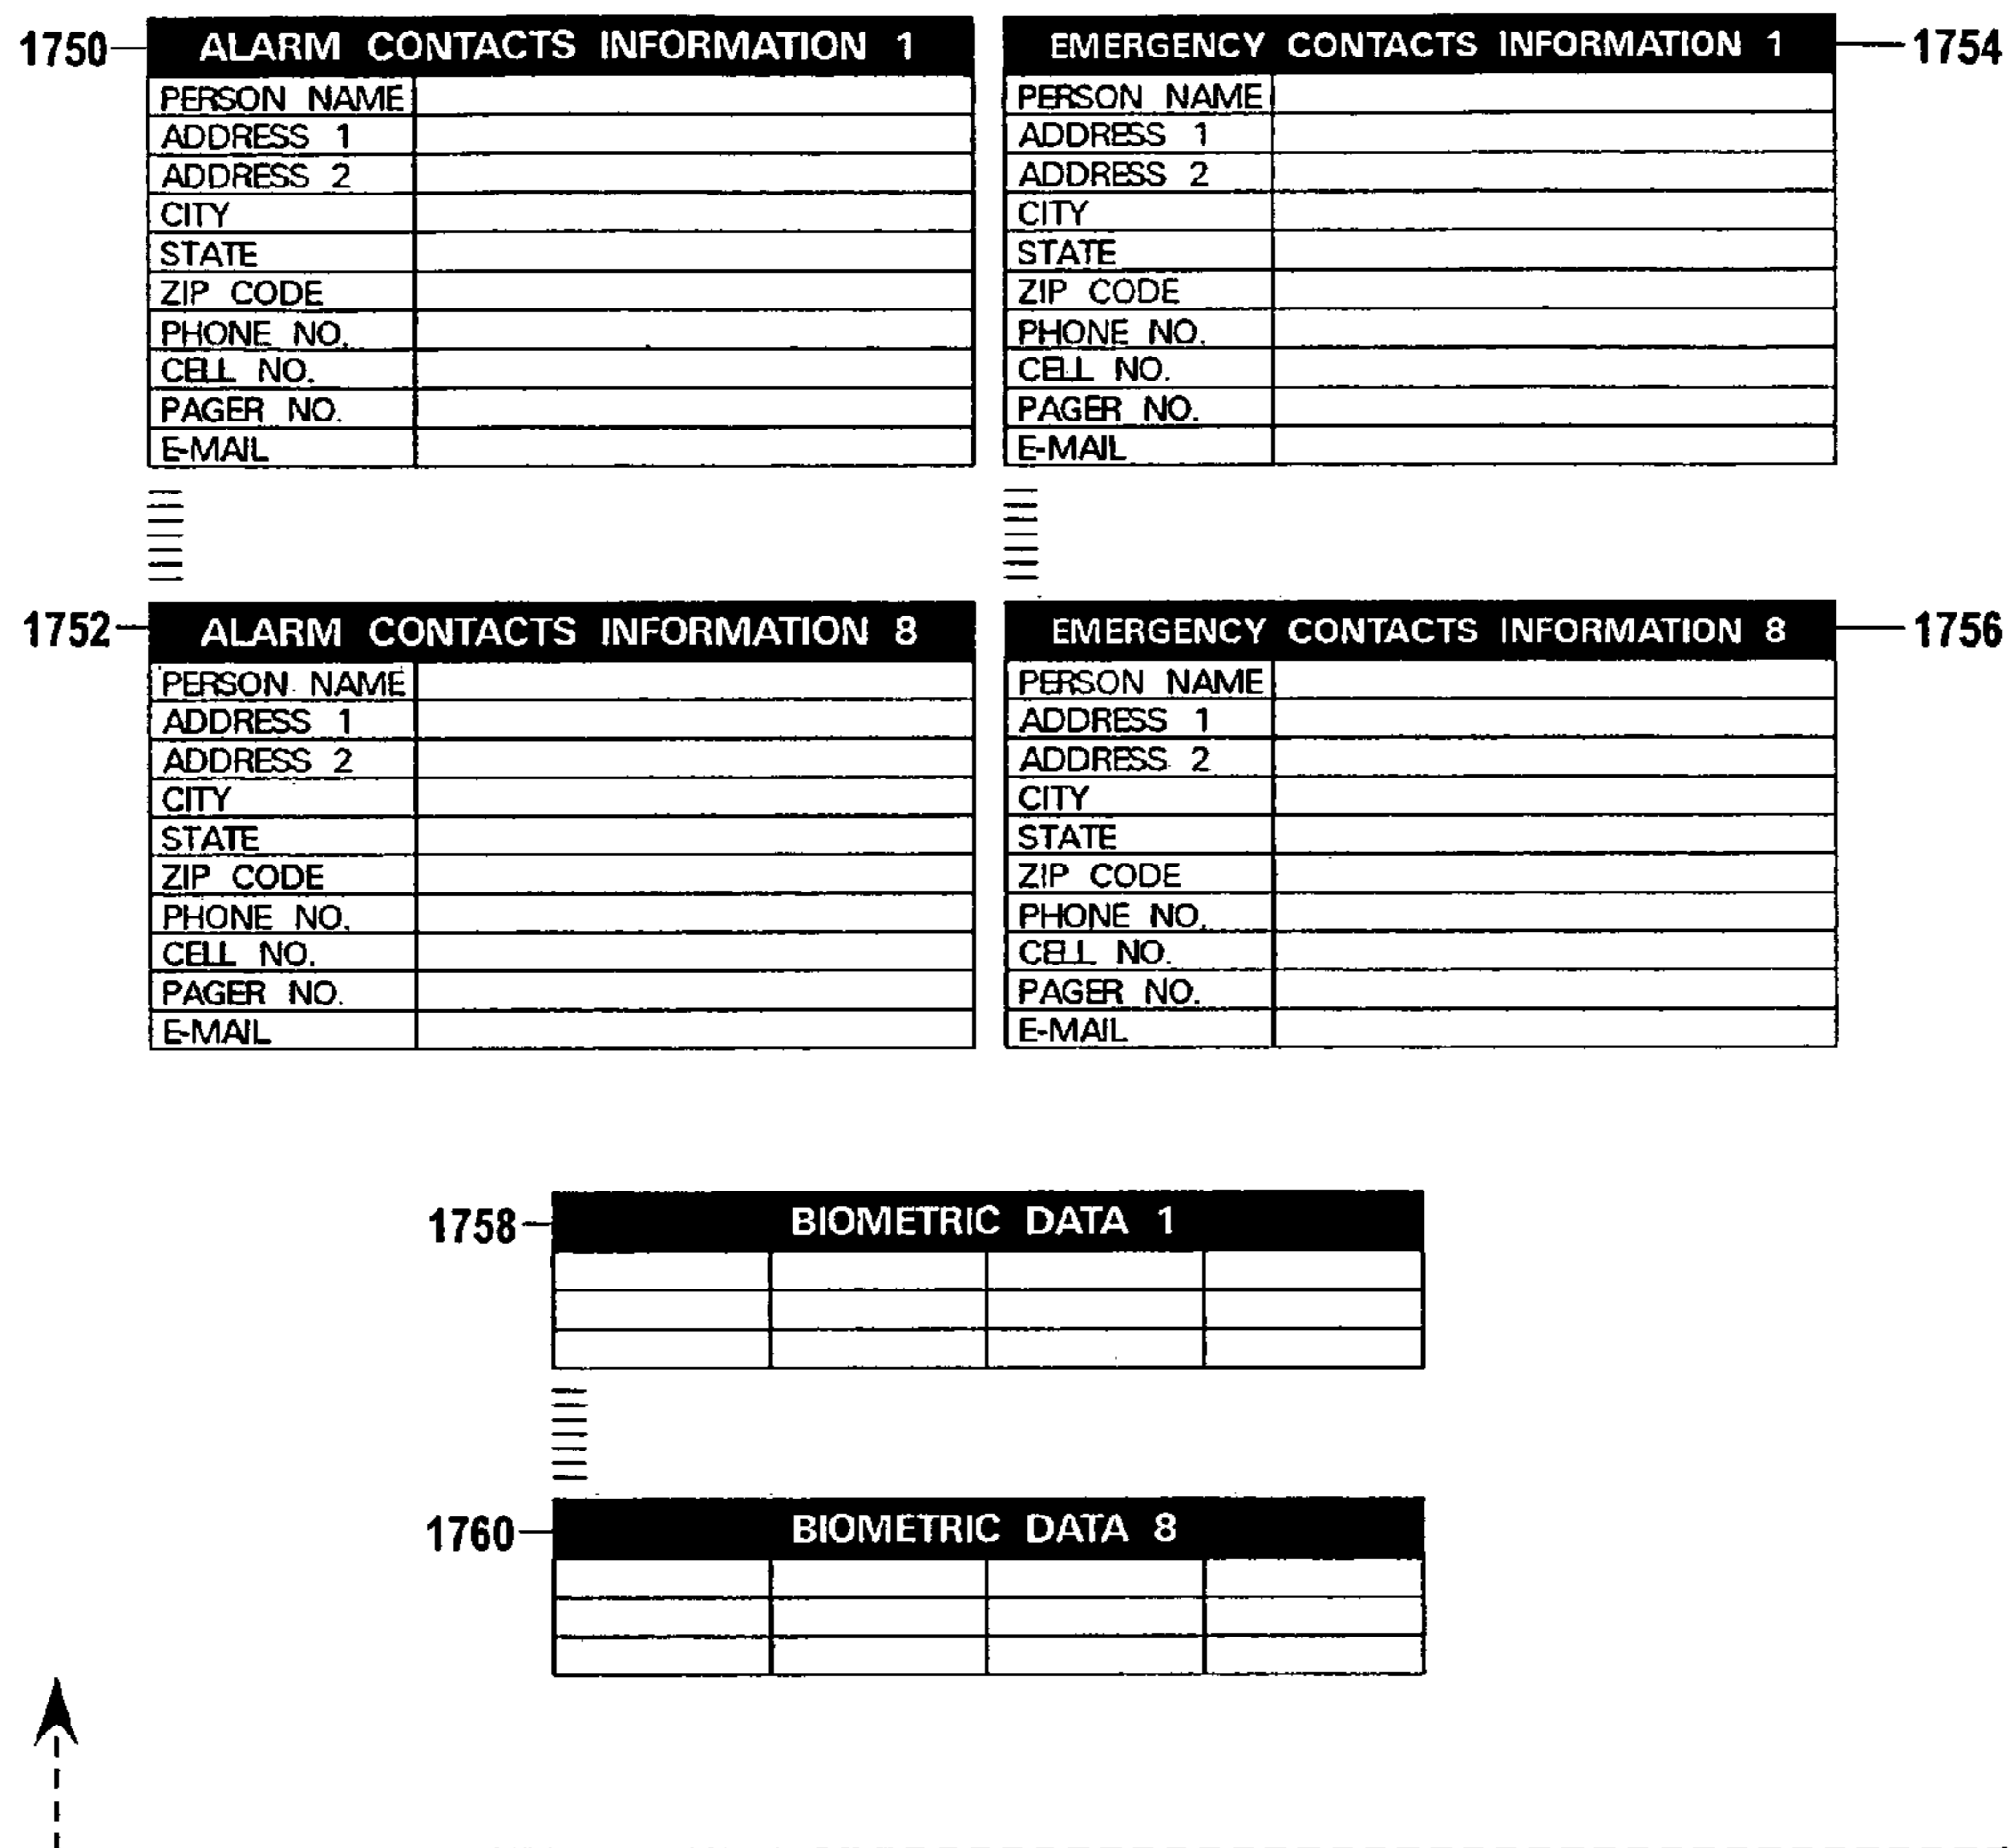 1750 ALARM CONTACTS INFORMATION 1
PERSON NAME
ADDRESS 1
ADDRESS 2
CITY
STATE
ZIP CODE
PHONE NO.
CELL NO.
PAGER NO.
E-MAIL
EMERGENCY CONTACTS INFORMATION 1 1754
PERSON NAME
ADDRESS 1
ADDRESS 2
CITY
STATE
ZIP CODE
PHONE NO.
CELL NO.
PAGER NO.
E-MAIL
1752 ALARM CONTACTS INFORMATION 8
PERSON NAME
ADDRESS 1
ADDRESS 2
CITY
STATE
ZIP CODE
PHONE NO.
CELL NO.
PAGER NO.
E-MAIL
EMERGENCY CONTACTS INFORMATION 8 1756
PERSON NAME
ADDRESS 1
ADDRESS 2
CITY
STATE
ZIP CODE
PHONE NO.
CELL NO.
PAGER NO.
E-MAIL
1758 BIOMETRIC DATA 1
1760 BIOMETRIC DATA 8